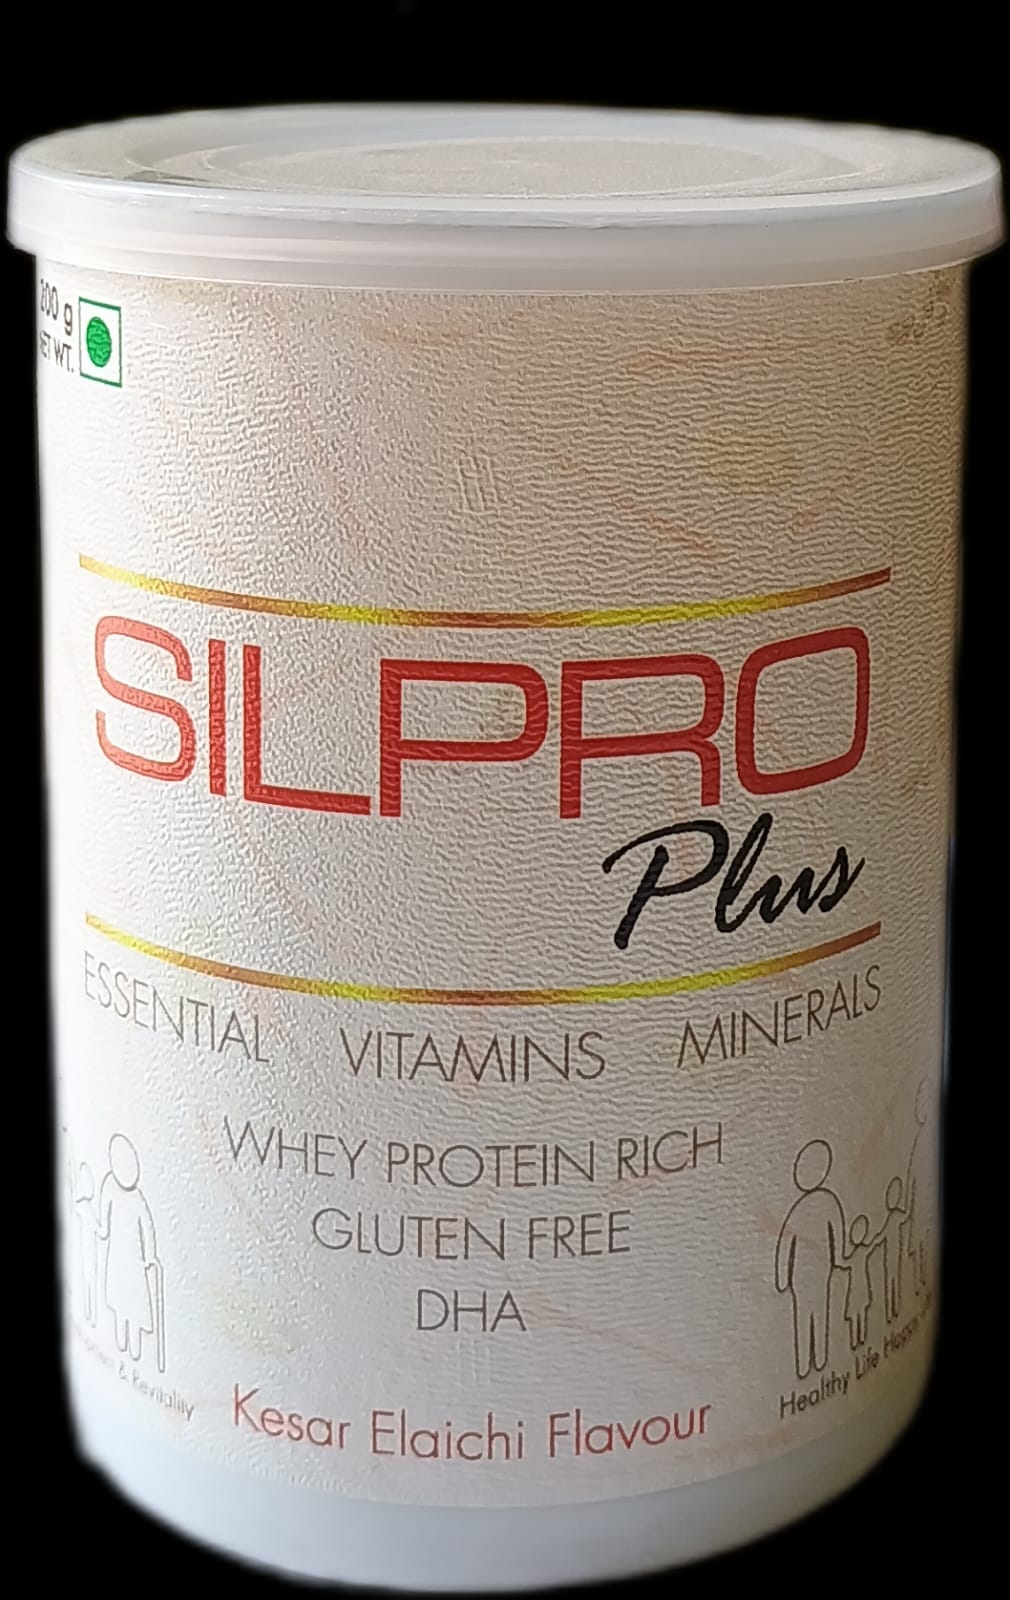 200 g
NET WT.
SILPRO
Plus
ESSENTIAL VITAMINS MINERALS
WHEY PROTEIN RICH
GLUTEN FREE
DHA
Kesar Elaichi Flavour
& Revitality
Healthy Life